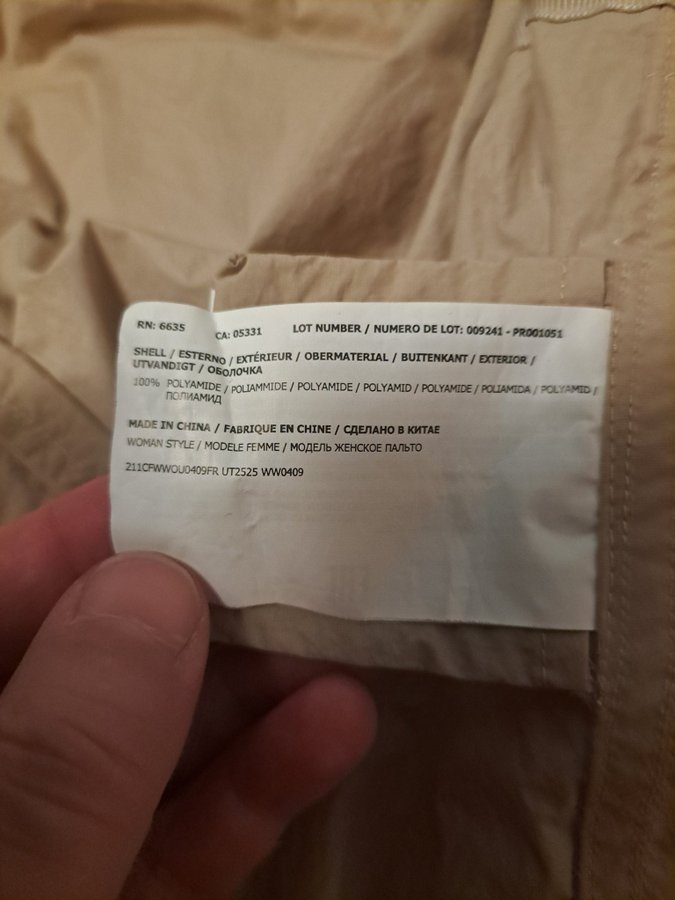 RN: 6635 CA: 05331 LOT NUMBER / NUMERO DE LOT: 009241 - PR001051
SHELL / ESTERNO / EXTÉRIEUR / OBERMATERIAL / BUITENKANT / EXTERIOR /
UTVANDIGT / ОБОЛОЧКА
100% POLYAMIDE / POLIAMMIDE / POLYAMIDE / POLYAMID / POLYAMIDE / POLIAMIDA / POLYAMID /
ПОЛИАМИД
MADE IN CHINA / FABRIQUE EN CHINE / СДЕЛАНО В КИТАЕ
WOMAN STYLE / MODELE FEMME / МОДЕЛЬ ЖЕНСКОЕ ПАЛЬТО
211CFWWOU0409FR UT2525 WW0409